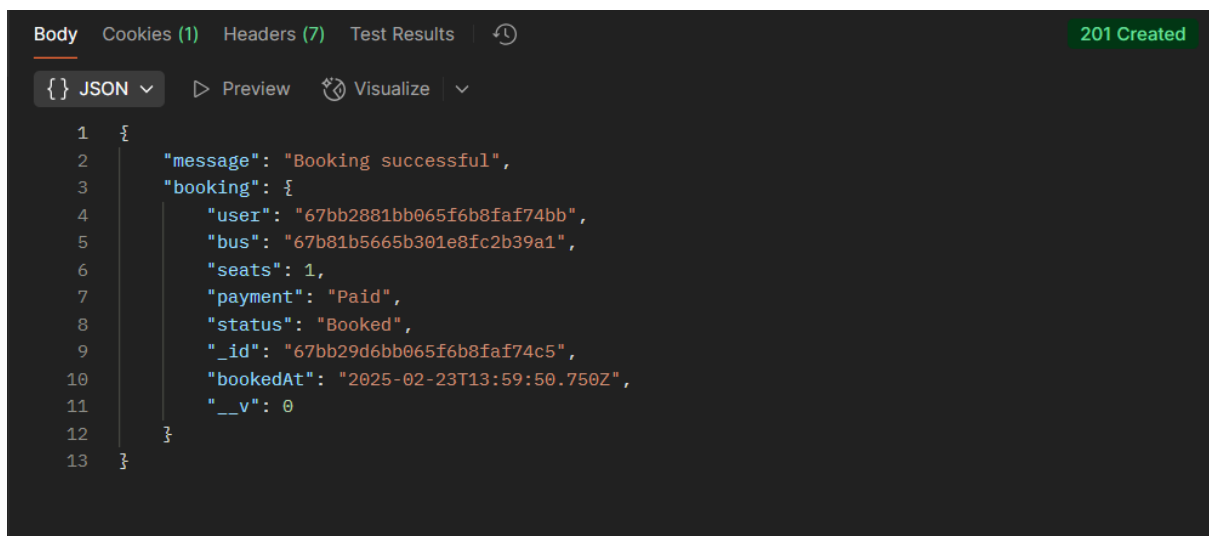 Body Cookies (1) Headers (7) Test Results 201 Created
{} JSON Preview Visualize
1 {
2 "message": "Booking successful",
3 "booking": {
4 "user": "67bb2881bb065f6b8faf74bb",
5 "bus": "67b81b5665b301e8fc2b39a1",
6 "seats": 1,
7 "payment": "Paid",
8 "status": "Booked",
9 "_id": "67bb29d6bb065f6b8faf74c5",
10 "bookedAt": "2025-02-23T13:59:50.750Z",
11 "__v": 0
12 }
13 }